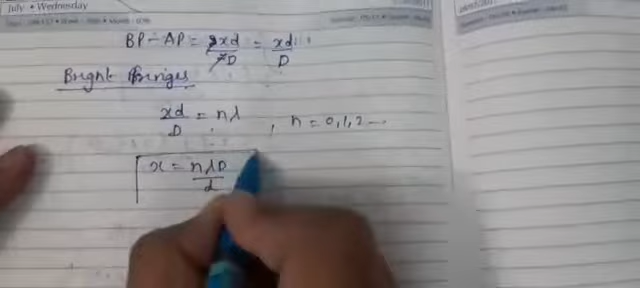 July • Wednesday
BP - AP = 2xd/2D = xd/D
Bright Fringes
xd/D = nλ , n = 0,1,2 ---
x = nλD/d